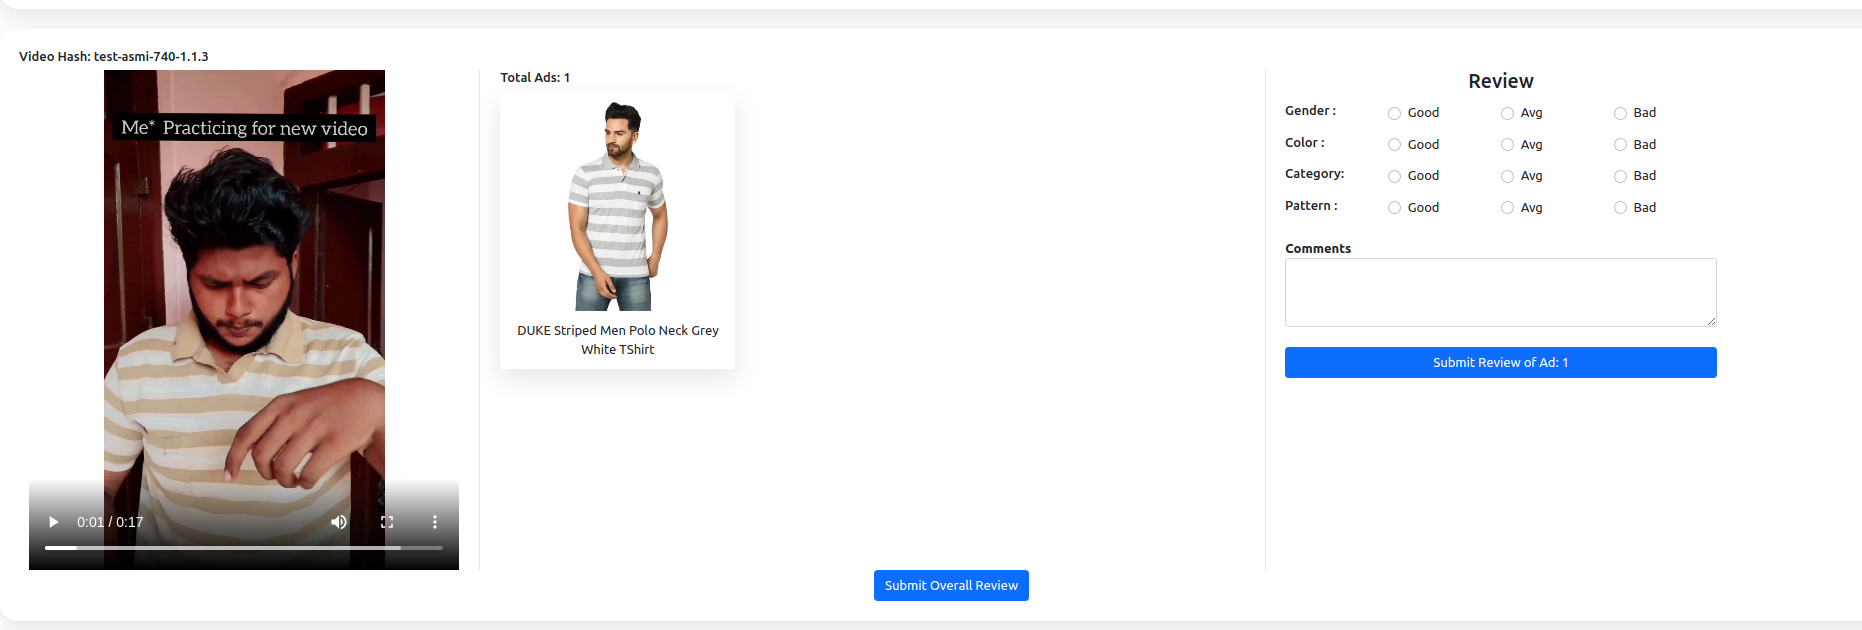 Video Hash: test-asmi-740-1.1.3
Me* Practicing for new video
0:01 / 0:17
Total Ads: 1
DUKE Striped Men Polo Neck Grey
White TShirt
Review
Gender : Good Avg Bad
Color : Good Avg Bad
Category: Good Avg Bad
Pattern : Good Avg Bad
Comments
Submit Review of Ad: 1
Submit Overall Review